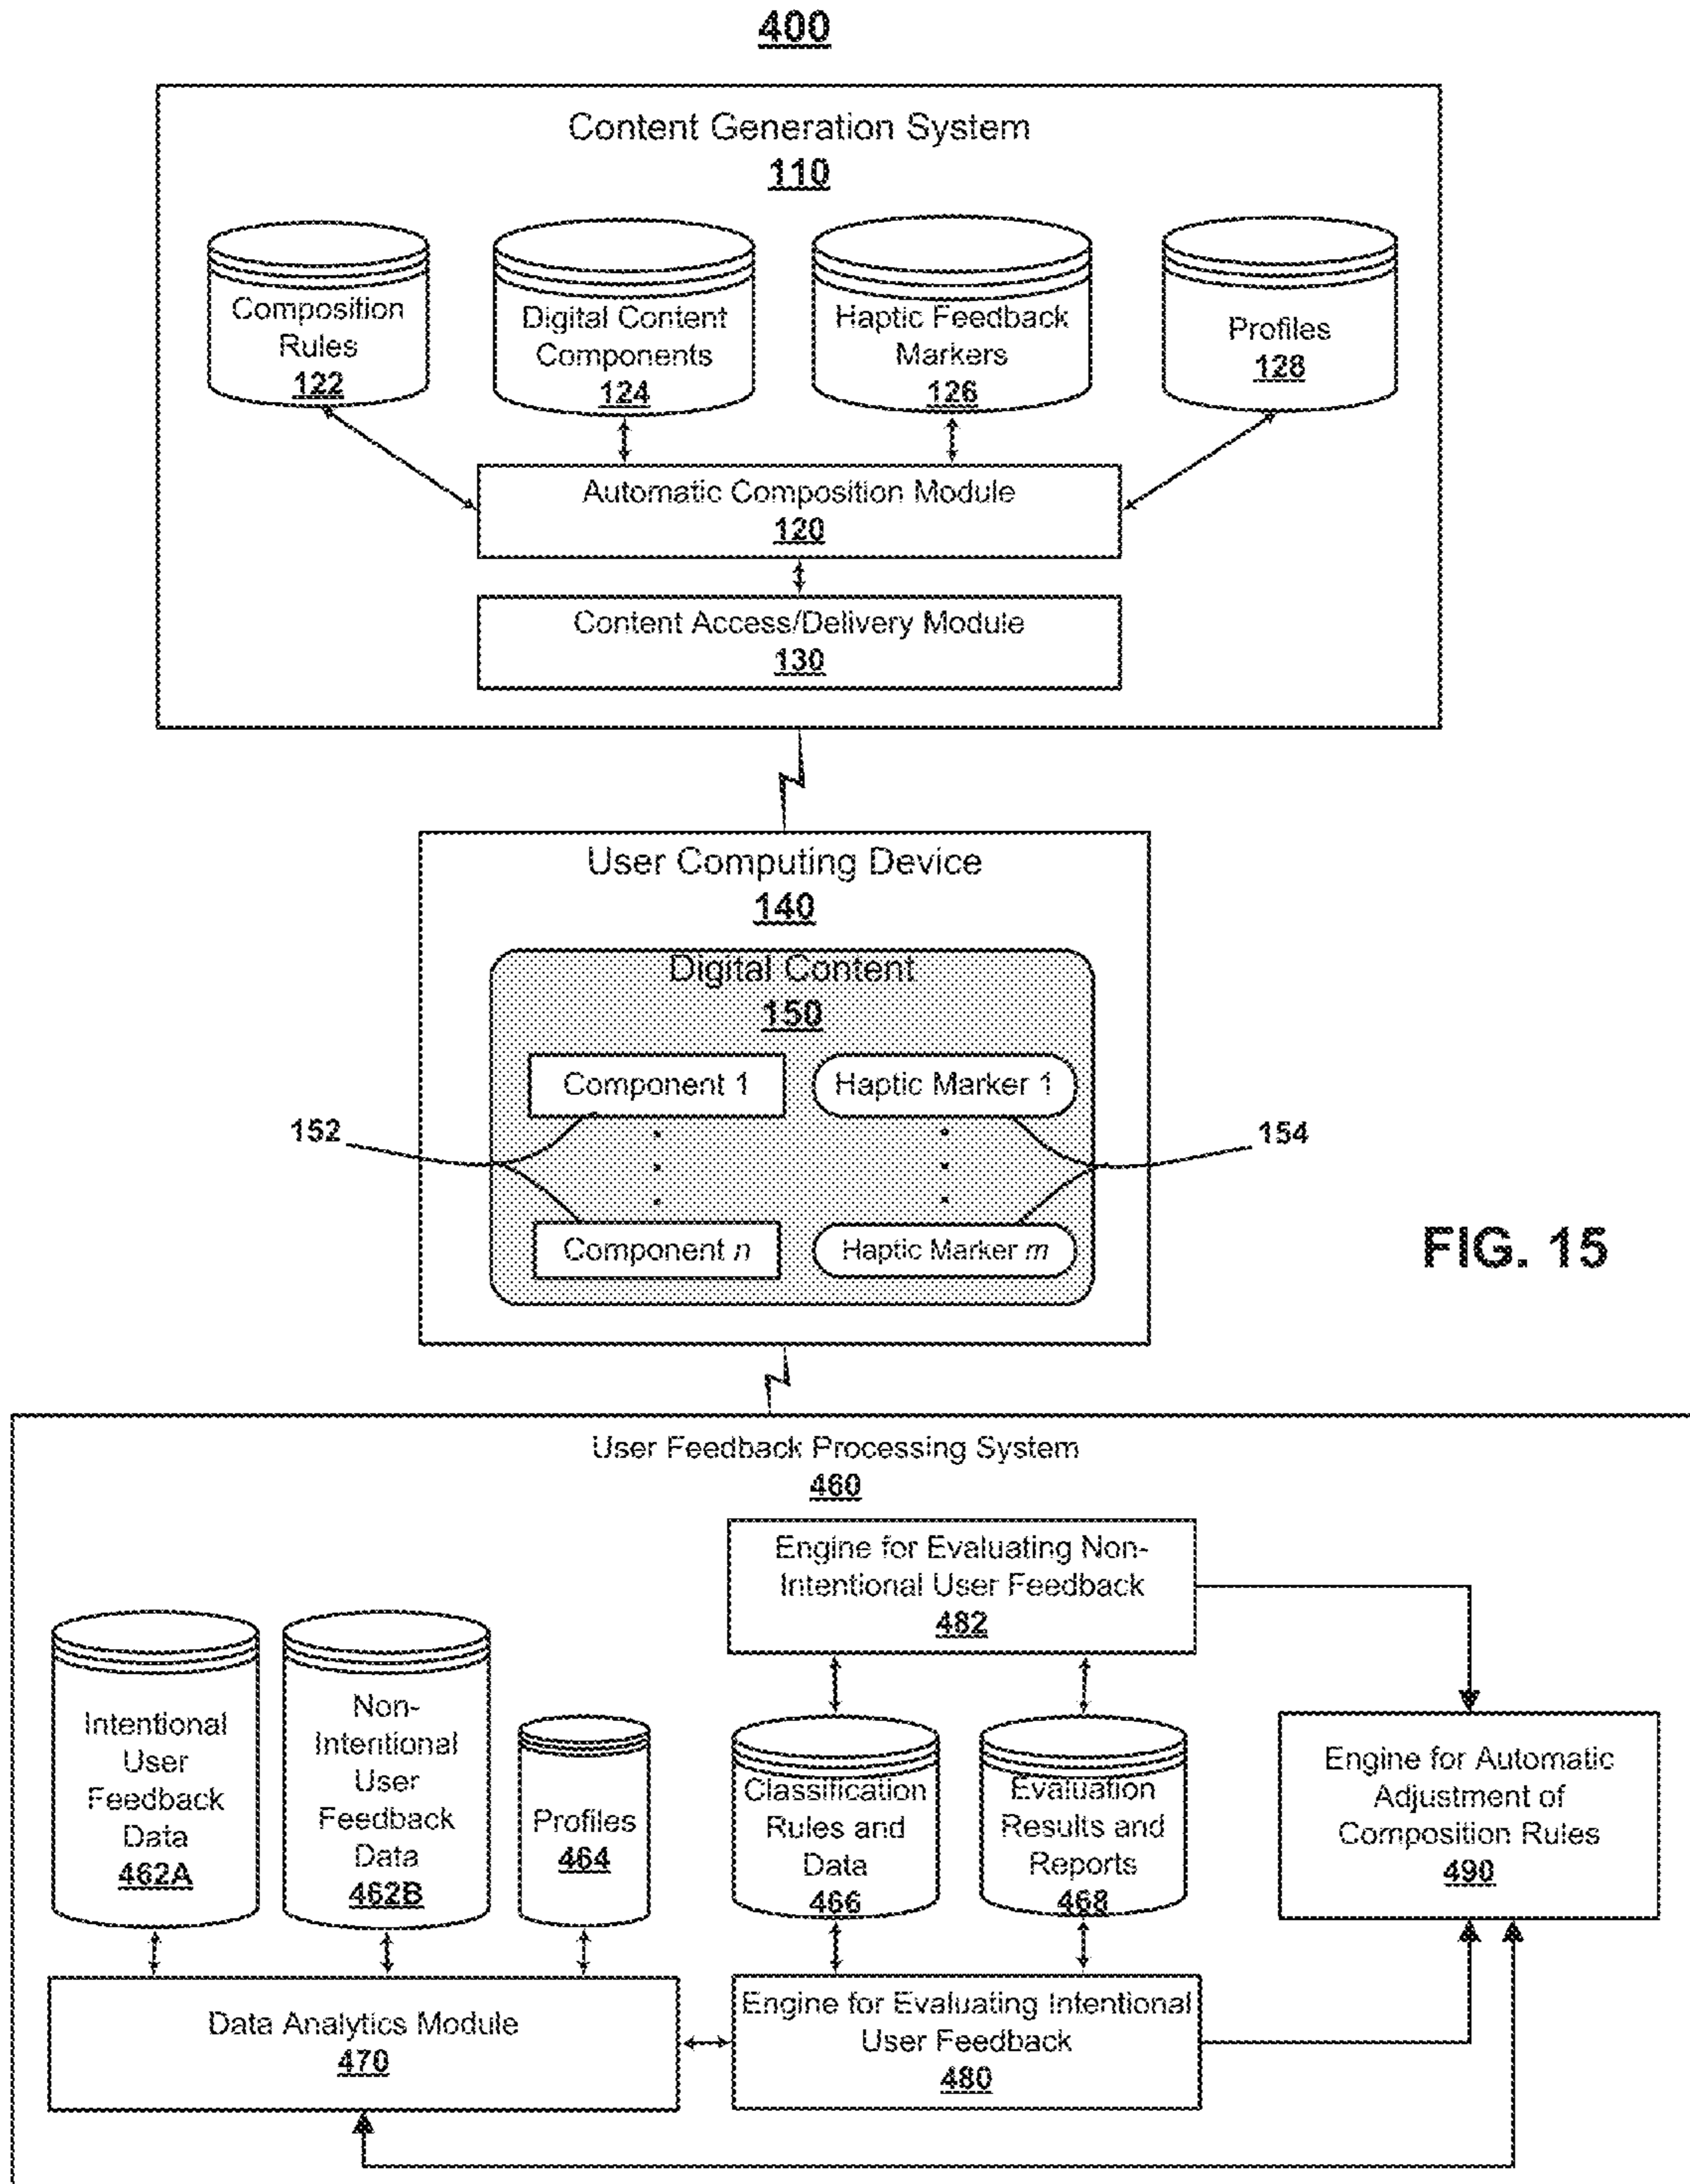 400
Content Generation System
110
Composition
Rules
122
Digital Content
Components
124
Haptic Feedback
Markers
126
Profiles
128
Automatic Composition Module
120
Content Access/Delivery Module
130
User Computing Device
140
Digital Content
150
Component 1
Haptic Marker 1
152
154
Component n
Haptic Marker m
FIG. 15
User Feedback Processing System
460
Engine for Evaluating Non-
Intentional User Feedback
482
Intentional
User
Feedback
Data
462A
Non-
Intentional
User
Feedback
Data
462B
Profiles
464
Classification
Rules and
Data
466
Evaluation
Results and
Reports
468
Engine for Automatic
Adjustment of
Composition Rules
490
Data Analytics Module
470
Engine for Evaluating Intentional
User Feedback
480